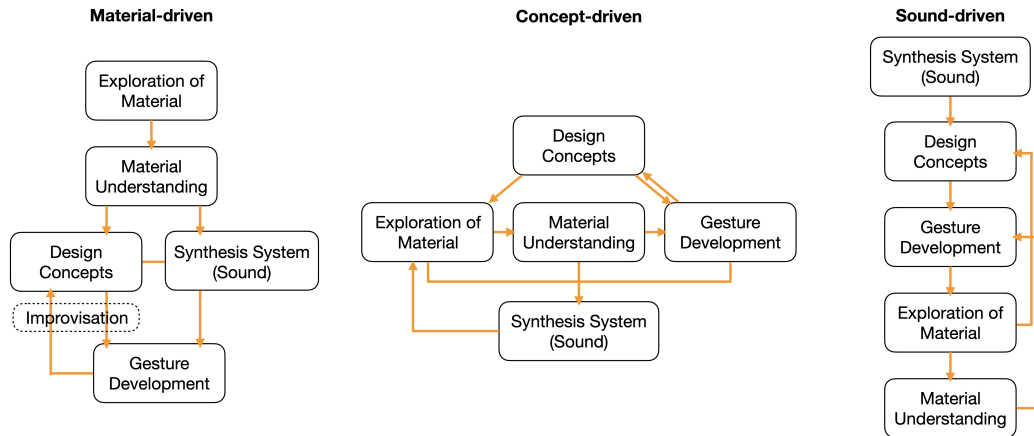 Material-driven
Exploration of
Material
Material
Understanding
Design
Concepts
Synthesis System
(Sound)
Improvisation
Gesture
Development
Concept-driven
Design
Concepts
Exploration of
Material
Material
Understanding
Gesture
Development
Synthesis System
(Sound)
Sound-driven
Synthesis System
(Sound)
Design
Concepts
Gesture
Development
Exploration of
Material
Material
Understanding